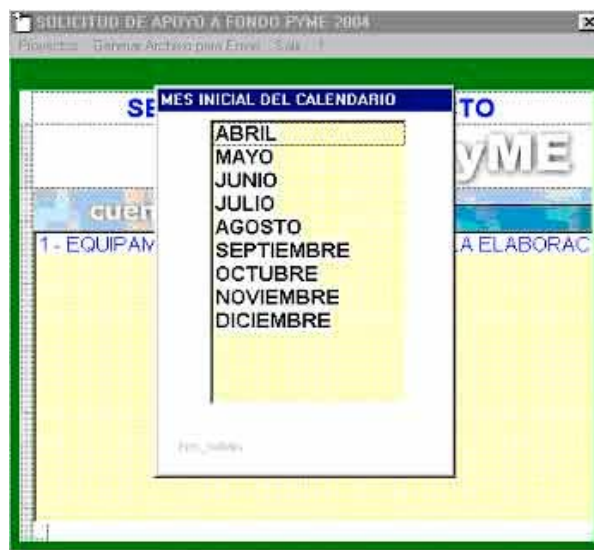 SOLICITUD DE APOYO A FONDO PYME 2004
Proyectos Generar Archivo para Envio Salir ?
SE
TO
MES INICIAL DEL CALENDARIO
yME
cuen
1 - EQUIPAM
A ELABORAC
ABRIL
MAYO
JUNIO
JULIO
AGOSTO
SEPTIEMBRE
OCTUBRE
NOVIEMBRE
DICIEMBRE